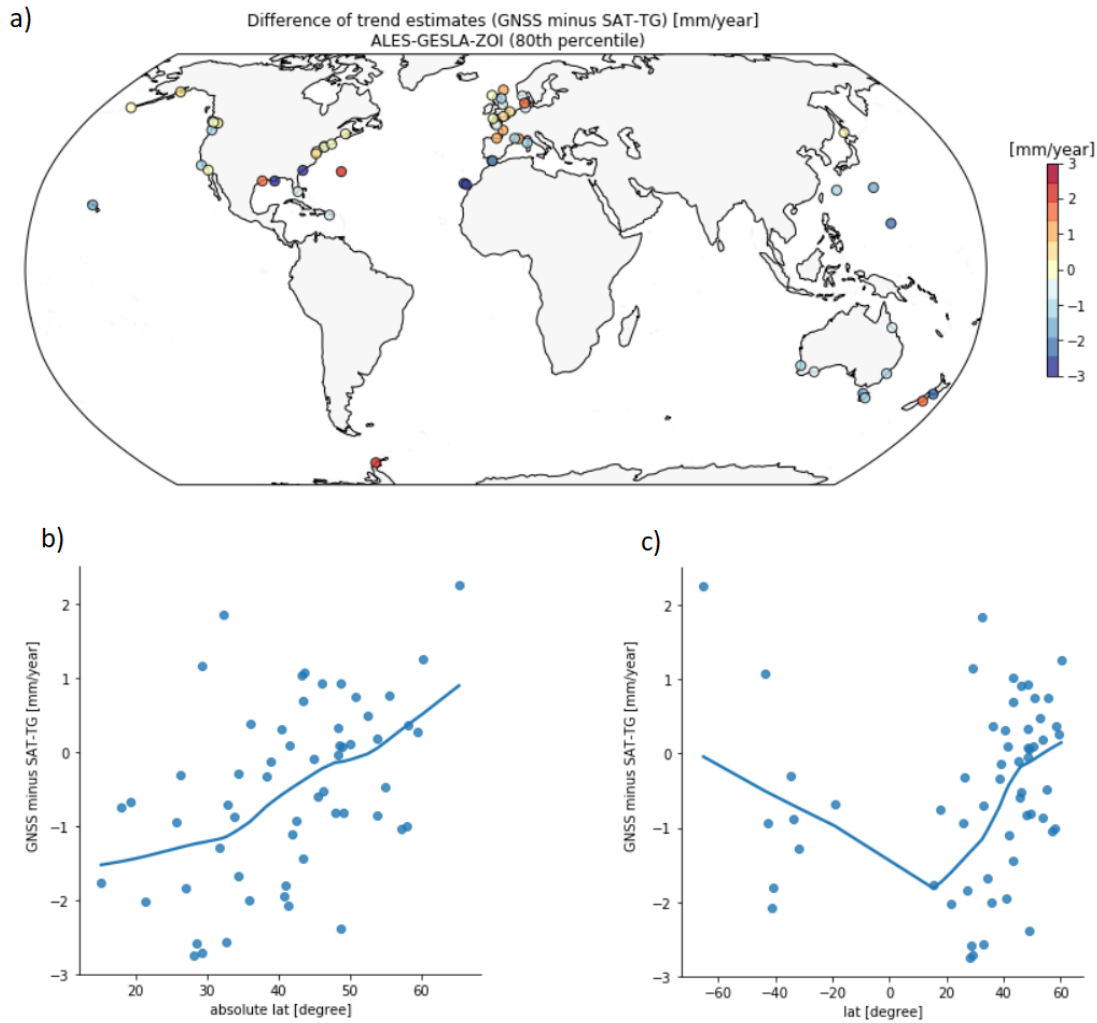 a)
Difference of trend estimates (GNSS minus SAT-TG) [mm/year]
ALES-GESLA-ZOI (80th percentile)
[mm/year]
3
2
1
0
−1
−2
−3
b)
GNSS minus SAT-TG [mm/year]
2
1
0
−1
−2
−3
20 30 40 50 60
absolute lat [degree]
c)
GNSS minus SAT-TG [mm/year]
2
1
0
−1
−2
−3
−60 −40 −20 0 20 40 60
lat [degree]